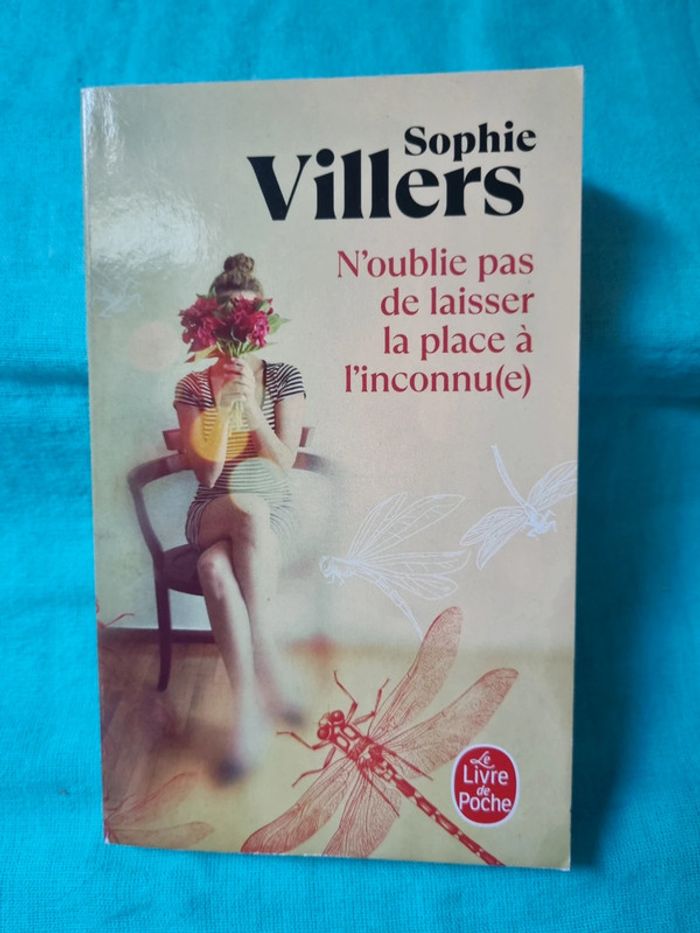 Sophie
Villers
N'oublie pas
de laisser
la place à
l'inconnu(e)
Le
Livre
de
Poche